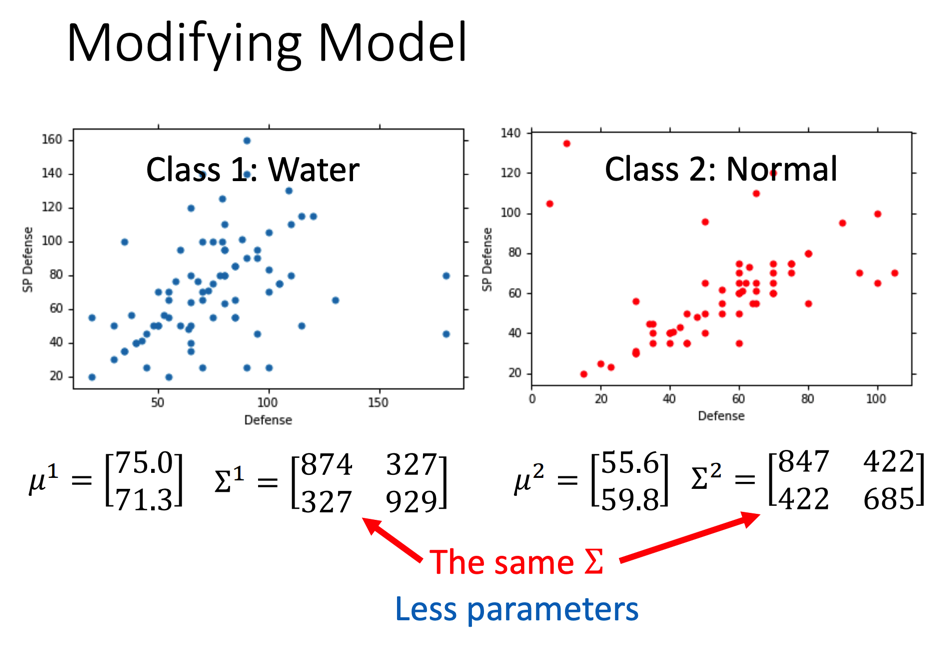 Modifying Model
Class 1: Water
160
140
120
100
80
60
40
20
SP Defense
50 100 150
Defense
Class 2: Normal
140
120
100
80
60
40
20
SP Defense
0 20 40 60 80 100
Defense
μ¹ = [75.0 71.3] Σ¹ = [874 327 327 929]
μ² = [55.6 59.8] Σ² = [847 422 422 685]
The same Σ
Less parameters